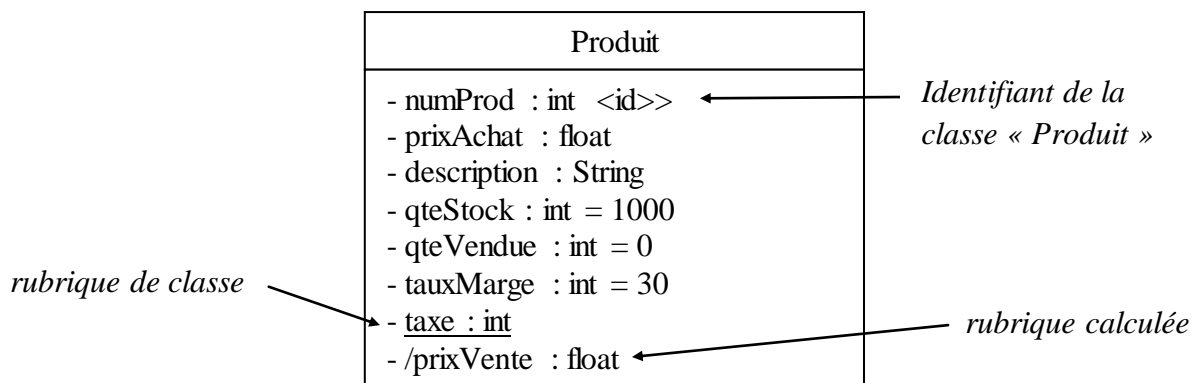 Produit
- numProd : int <id>>
Identifiant de la
classe « Produit »
- prixAchat : float
- description : String
- qteStock : int = 1000
- qteVendue : int = 0
- tauxMarge : int = 30
rubrique de classe
- taxe : int
- /prixVente : float
rubrique calculée